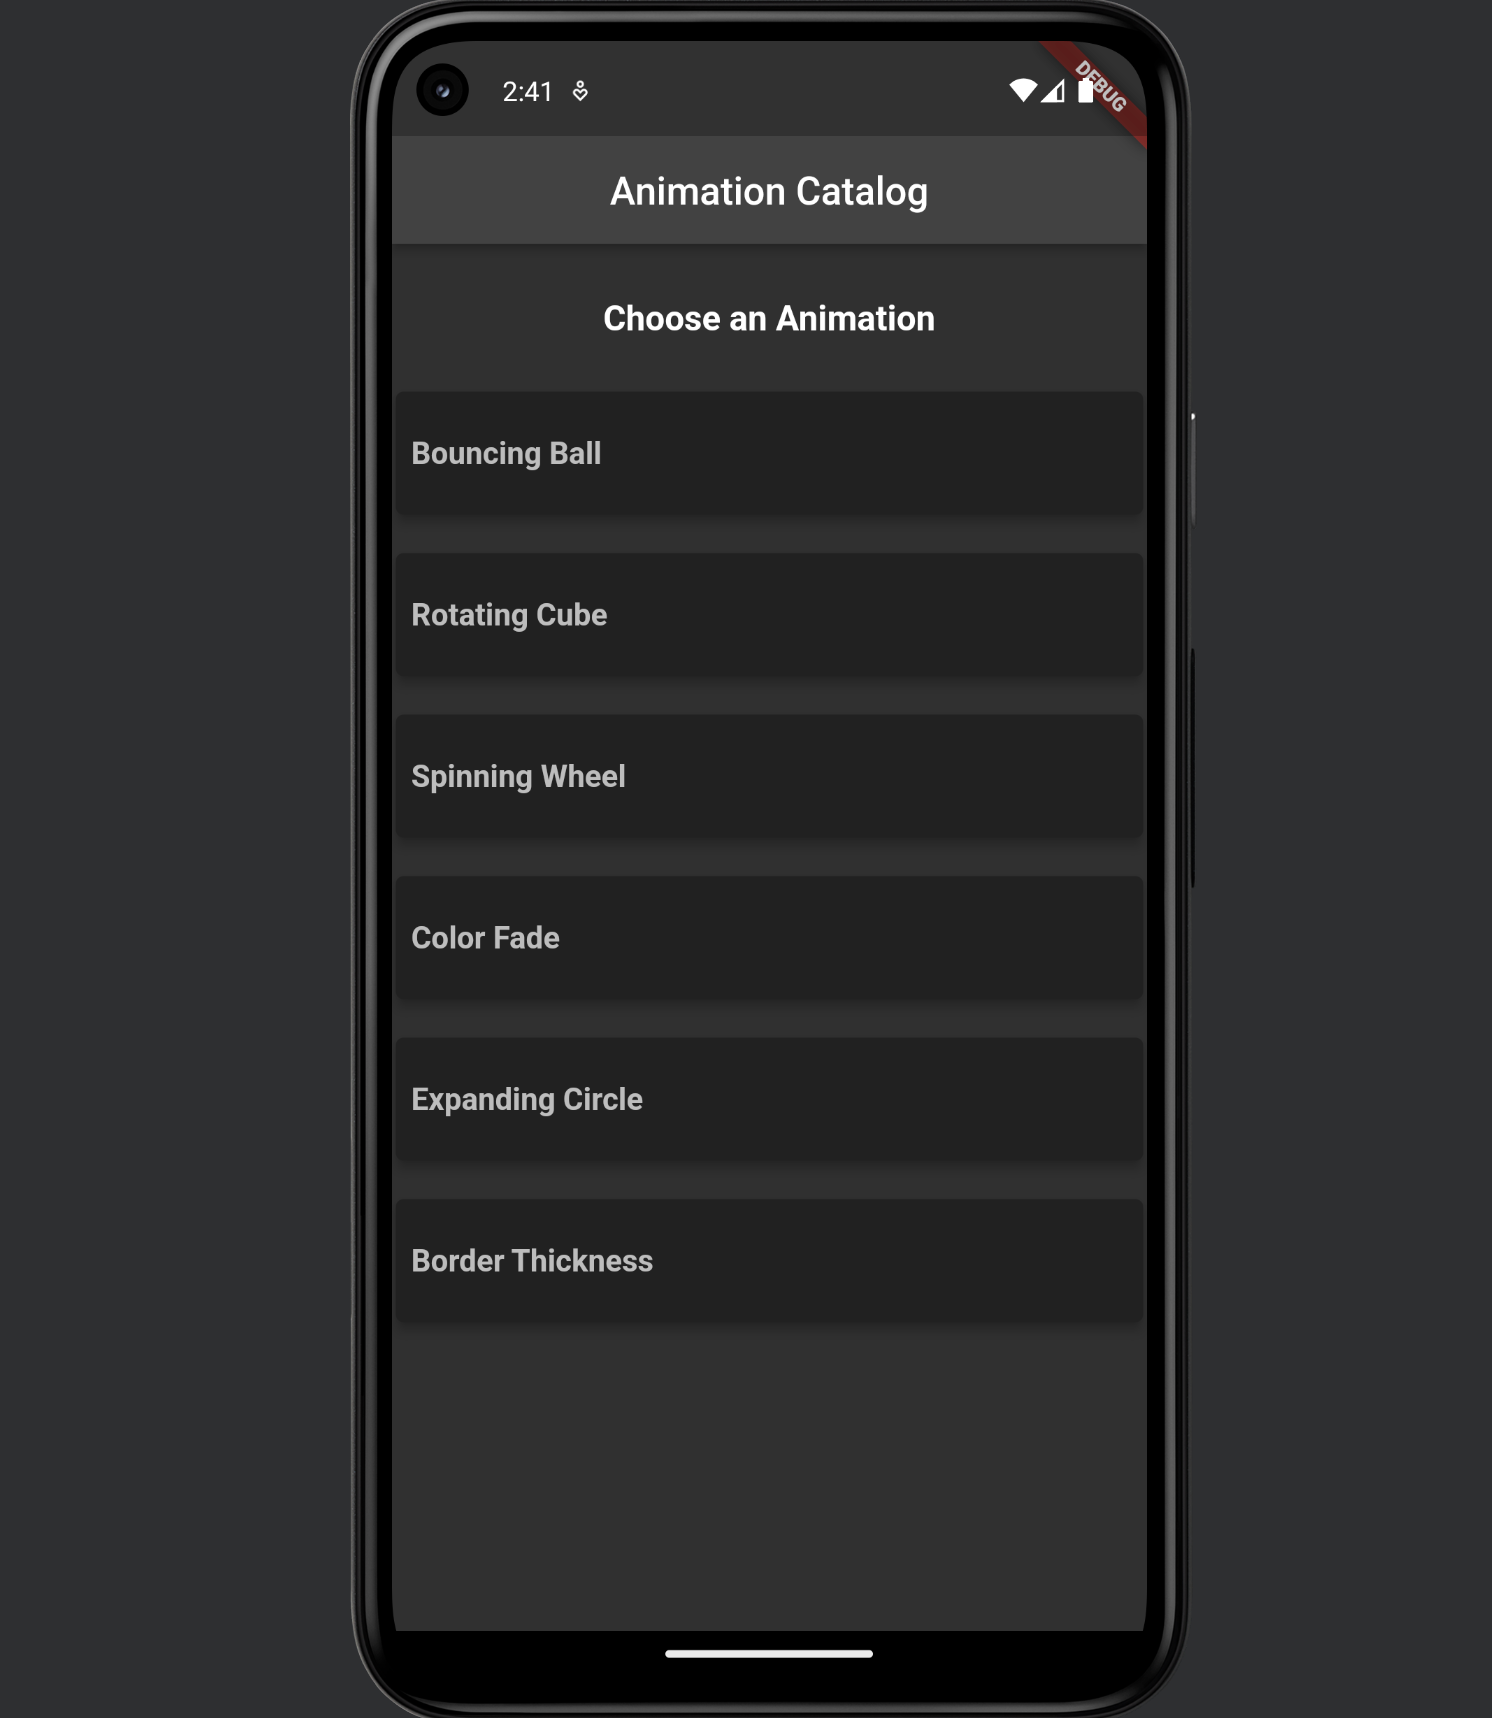 2:41
DEBUG
Animation Catalog
Choose an Animation
Bouncing Ball
Rotating Cube
Spinning Wheel
Color Fade
Expanding Circle
Border Thickness